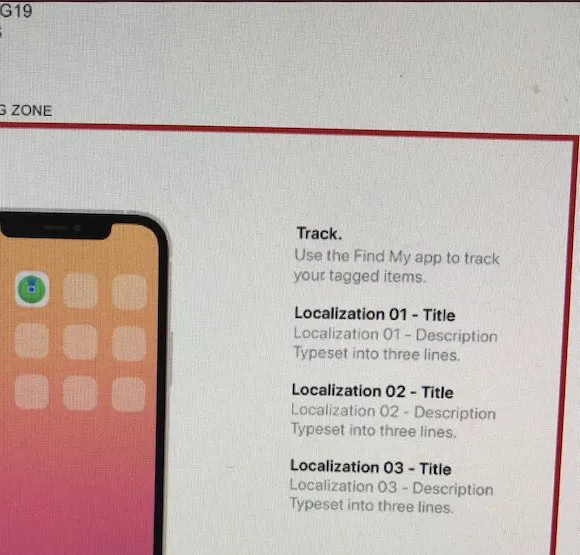 G19
G ZONE
Track.
Use the Find My app to track
your tagged items.
Localization 01 - Title
Localization 01 - Description
Typeset into three lines.
Localization 02 - Title
Localization 02 - Description
Typeset into three lines.
Localization 03 - Title
Localization 03 - Description
Typeset into three lines.